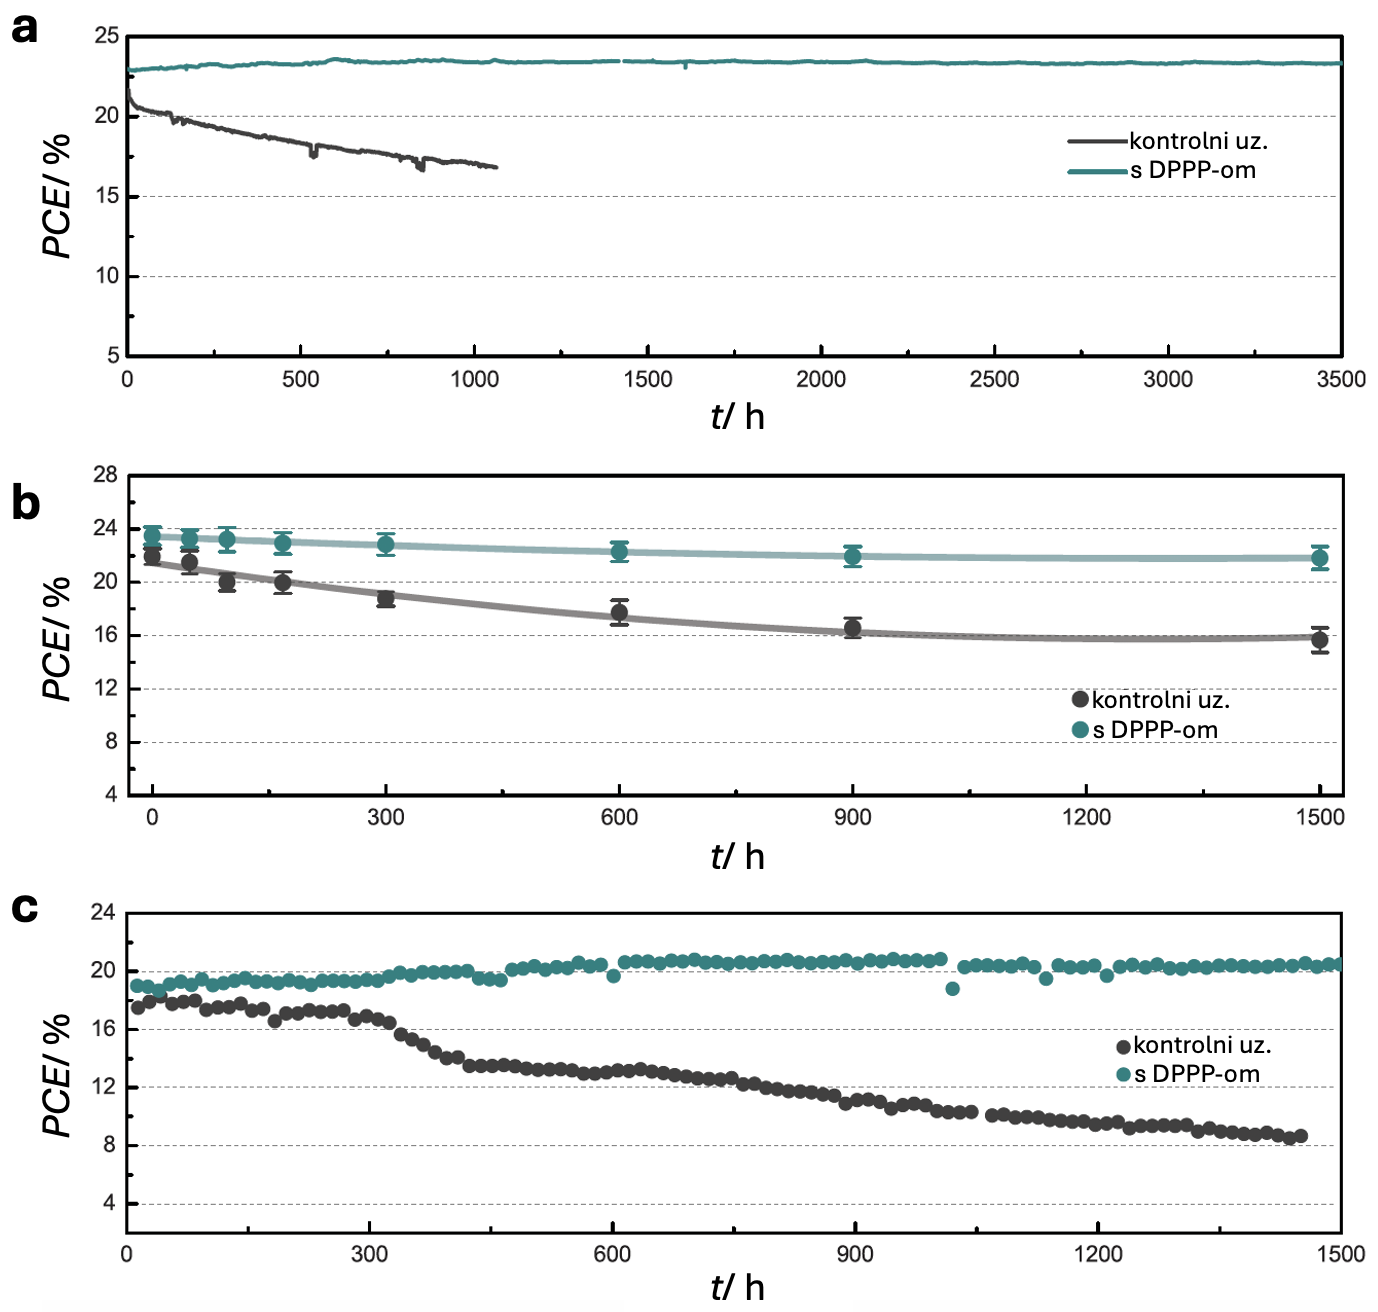 a
25
20
15
10
5
PCE/ %
kontrolni uz.
s DPPP-om
0 500 1000 1500 2000 2500 3000 3500
t/ h
b
28
24
20
16
12
8
4
PCE/ %
kontrolni uz.
s DPPP-om
0 300 600 900 1200 1500
t/ h
c
24
20
16
12
8
4
PCE/ %
kontrolni uz.
s DPPP-om
0 300 600 900 1200 1500
t/ h